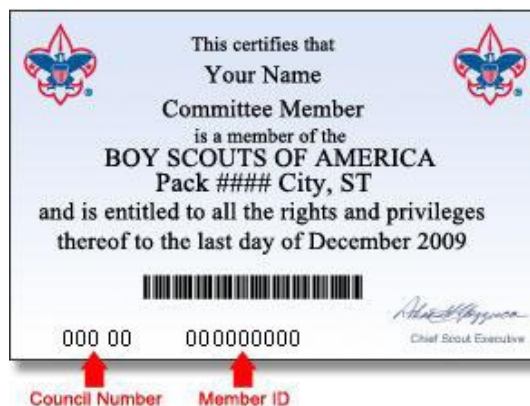 This certifies that
Your Name
Committee Member
is a member of the
BOY SCOUTS OF AMERICA
Pack #### City, ST
and is entitled to all the rights and privileges
thereof to the last day of December 2009
000 00 000000000
Chief Scout Executive
Council Number Member ID